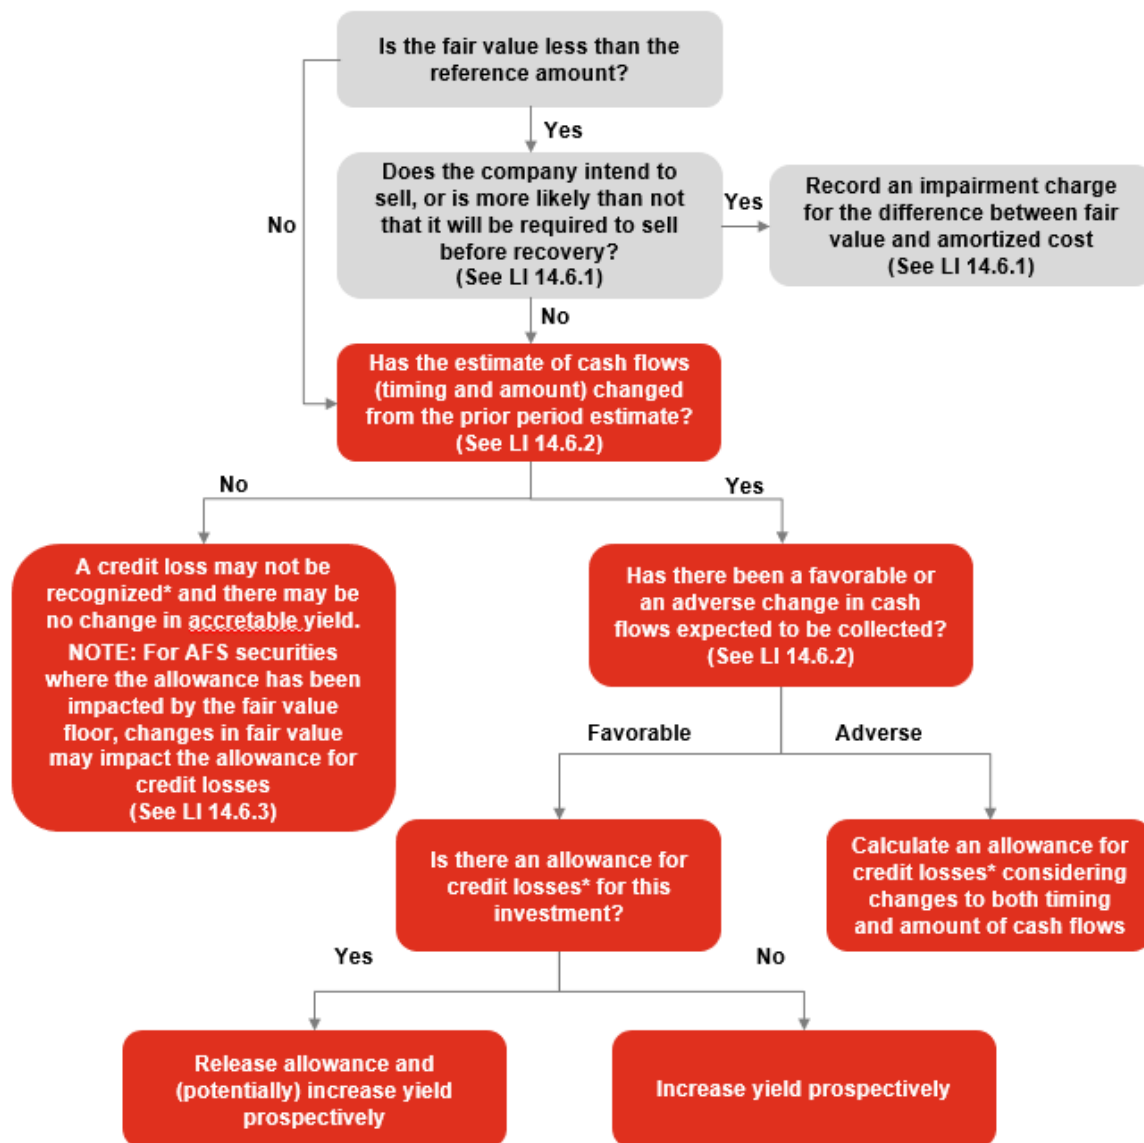 Is the fair value less than the
reference amount?
Yes
Does the company intend to
sell, or is more likely than not
that it will be required to sell
before recovery?
(See LI 14.6.1)
Yes
Record an impairment charge
for the difference between fair
value and amortized cost
(See LI 14.6.1)
No
No
Has the estimate of cash flows
(timing and amount) changed
from the prior period estimate?
(See LI 14.6.2)
No
Yes
A credit loss may not be
recognized* and there may be
no change in accretable yield.
NOTE: For AFS securities
where the allowance has been
impacted by the fair value
floor, changes in fair value
may impact the allowance for
credit losses
(See LI 14.6.3)
Has there been a favorable or
an adverse change in cash
flows expected to be collected?
(See LI 14.6.2)
Favorable
Adverse
Is there an allowance for
credit losses* for this
investment?
Calculate an allowance for
credit losses* considering
changes to both timing
and amount of cash flows
Yes
No
Release allowance and
(potentially) increase yield
prospectively
Increase yield prospectively